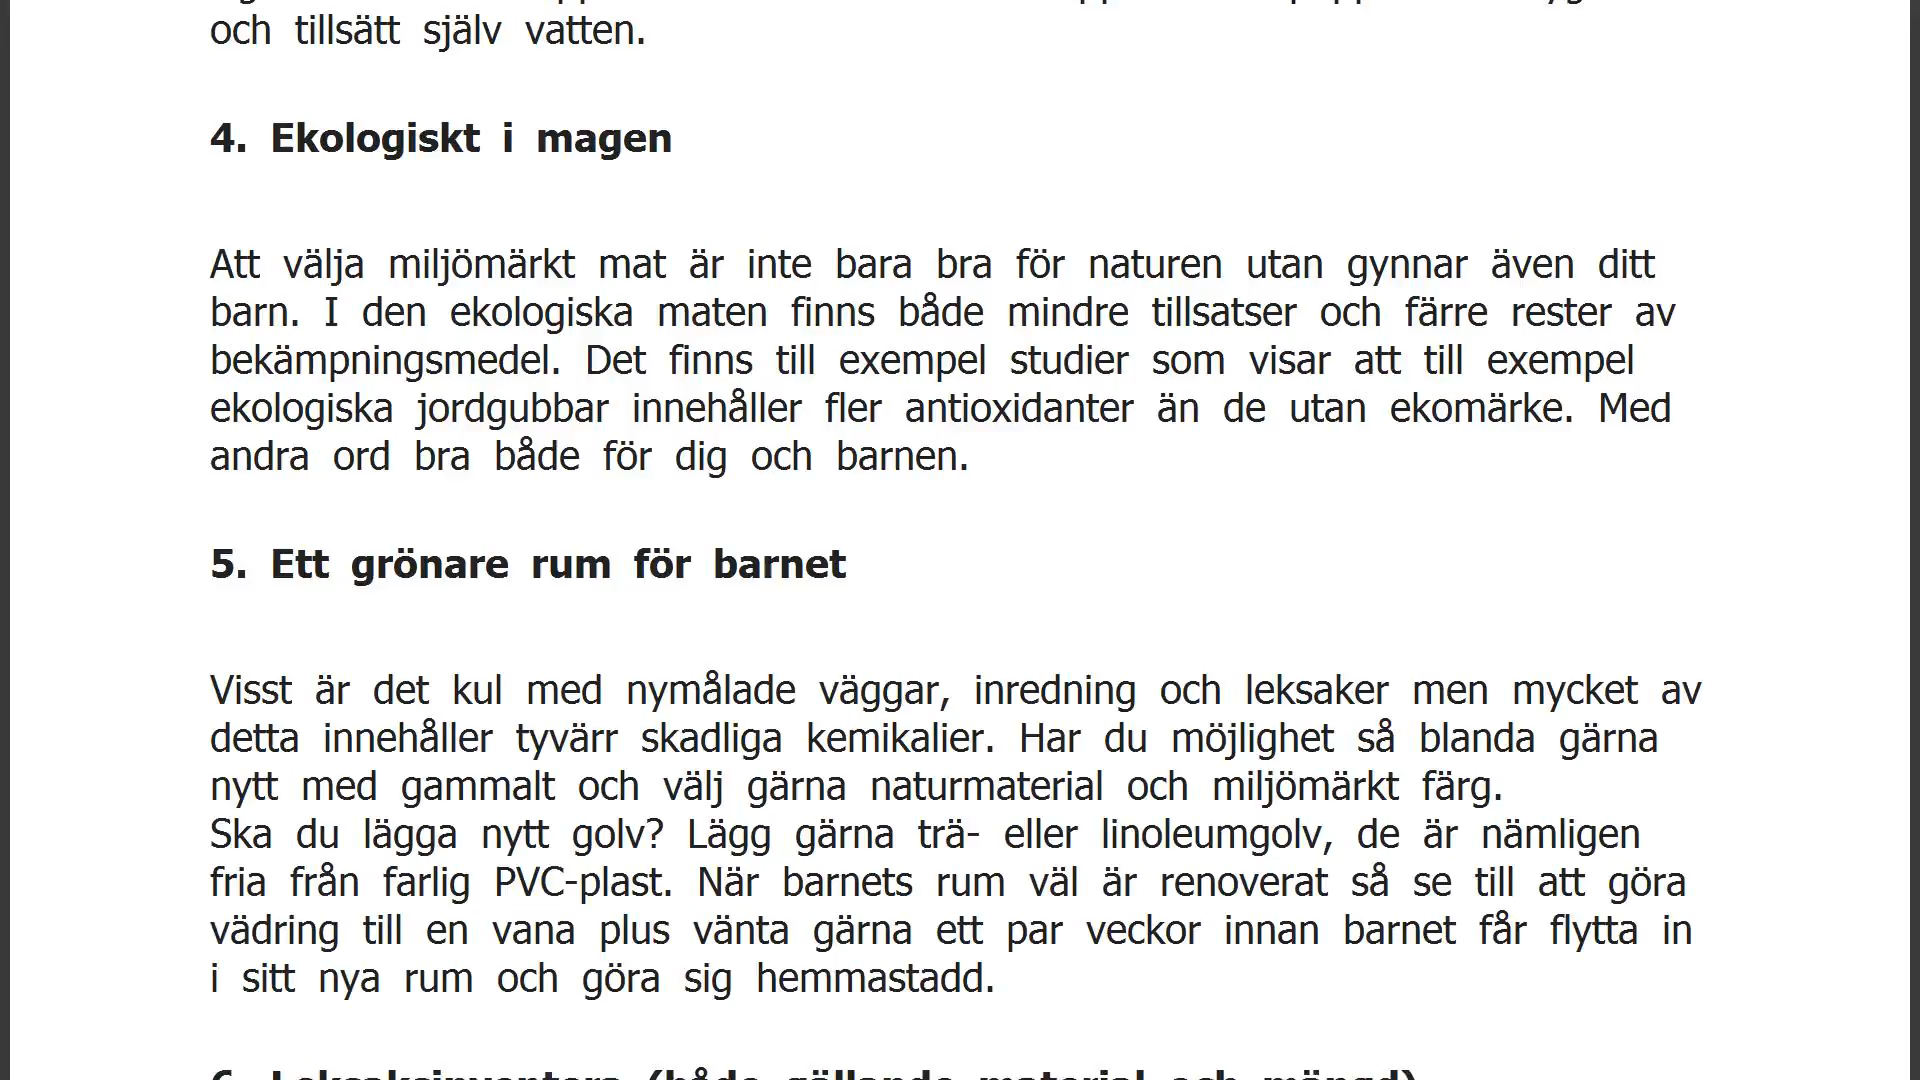 och tillsätt själv vatten.
4. Ekologiskt i magen
Att välja miljömärkt mat är inte bara bra för naturen utan gynnar även ditt
barn. I den ekologiska maten finns både mindre tillsatser och färre rester av
bekämpningsmedel. Det finns till exempel studier som visar att till exempel
ekologiska jordgubbar innehåller fler antioxidanter än de utan ekomärke. Med
andra ord bra både för dig och barnen.
5. Ett grönare rum för barnet
Visst är det kul med nymålade väggar, inredning och leksaker men mycket av
detta innehåller tyvärr skadliga kemikalier. Har du möjlighet så blanda gärna
nytt med gammalt och välj gärna naturmaterial och miljömärkt färg.
Ska du lägga nytt golv? Lägg gärna trä- eller linoleumgolv, de är nämligen
fria från farlig PVC-plast. När barnets rum väl är renoverat så se till att göra
vädring till en vana plus vänta gärna ett par veckor innan barnet får flytta in
i sitt nya rum och göra sig hemmastadd.
6. Leksaksinventera (både gällande material och mängd)